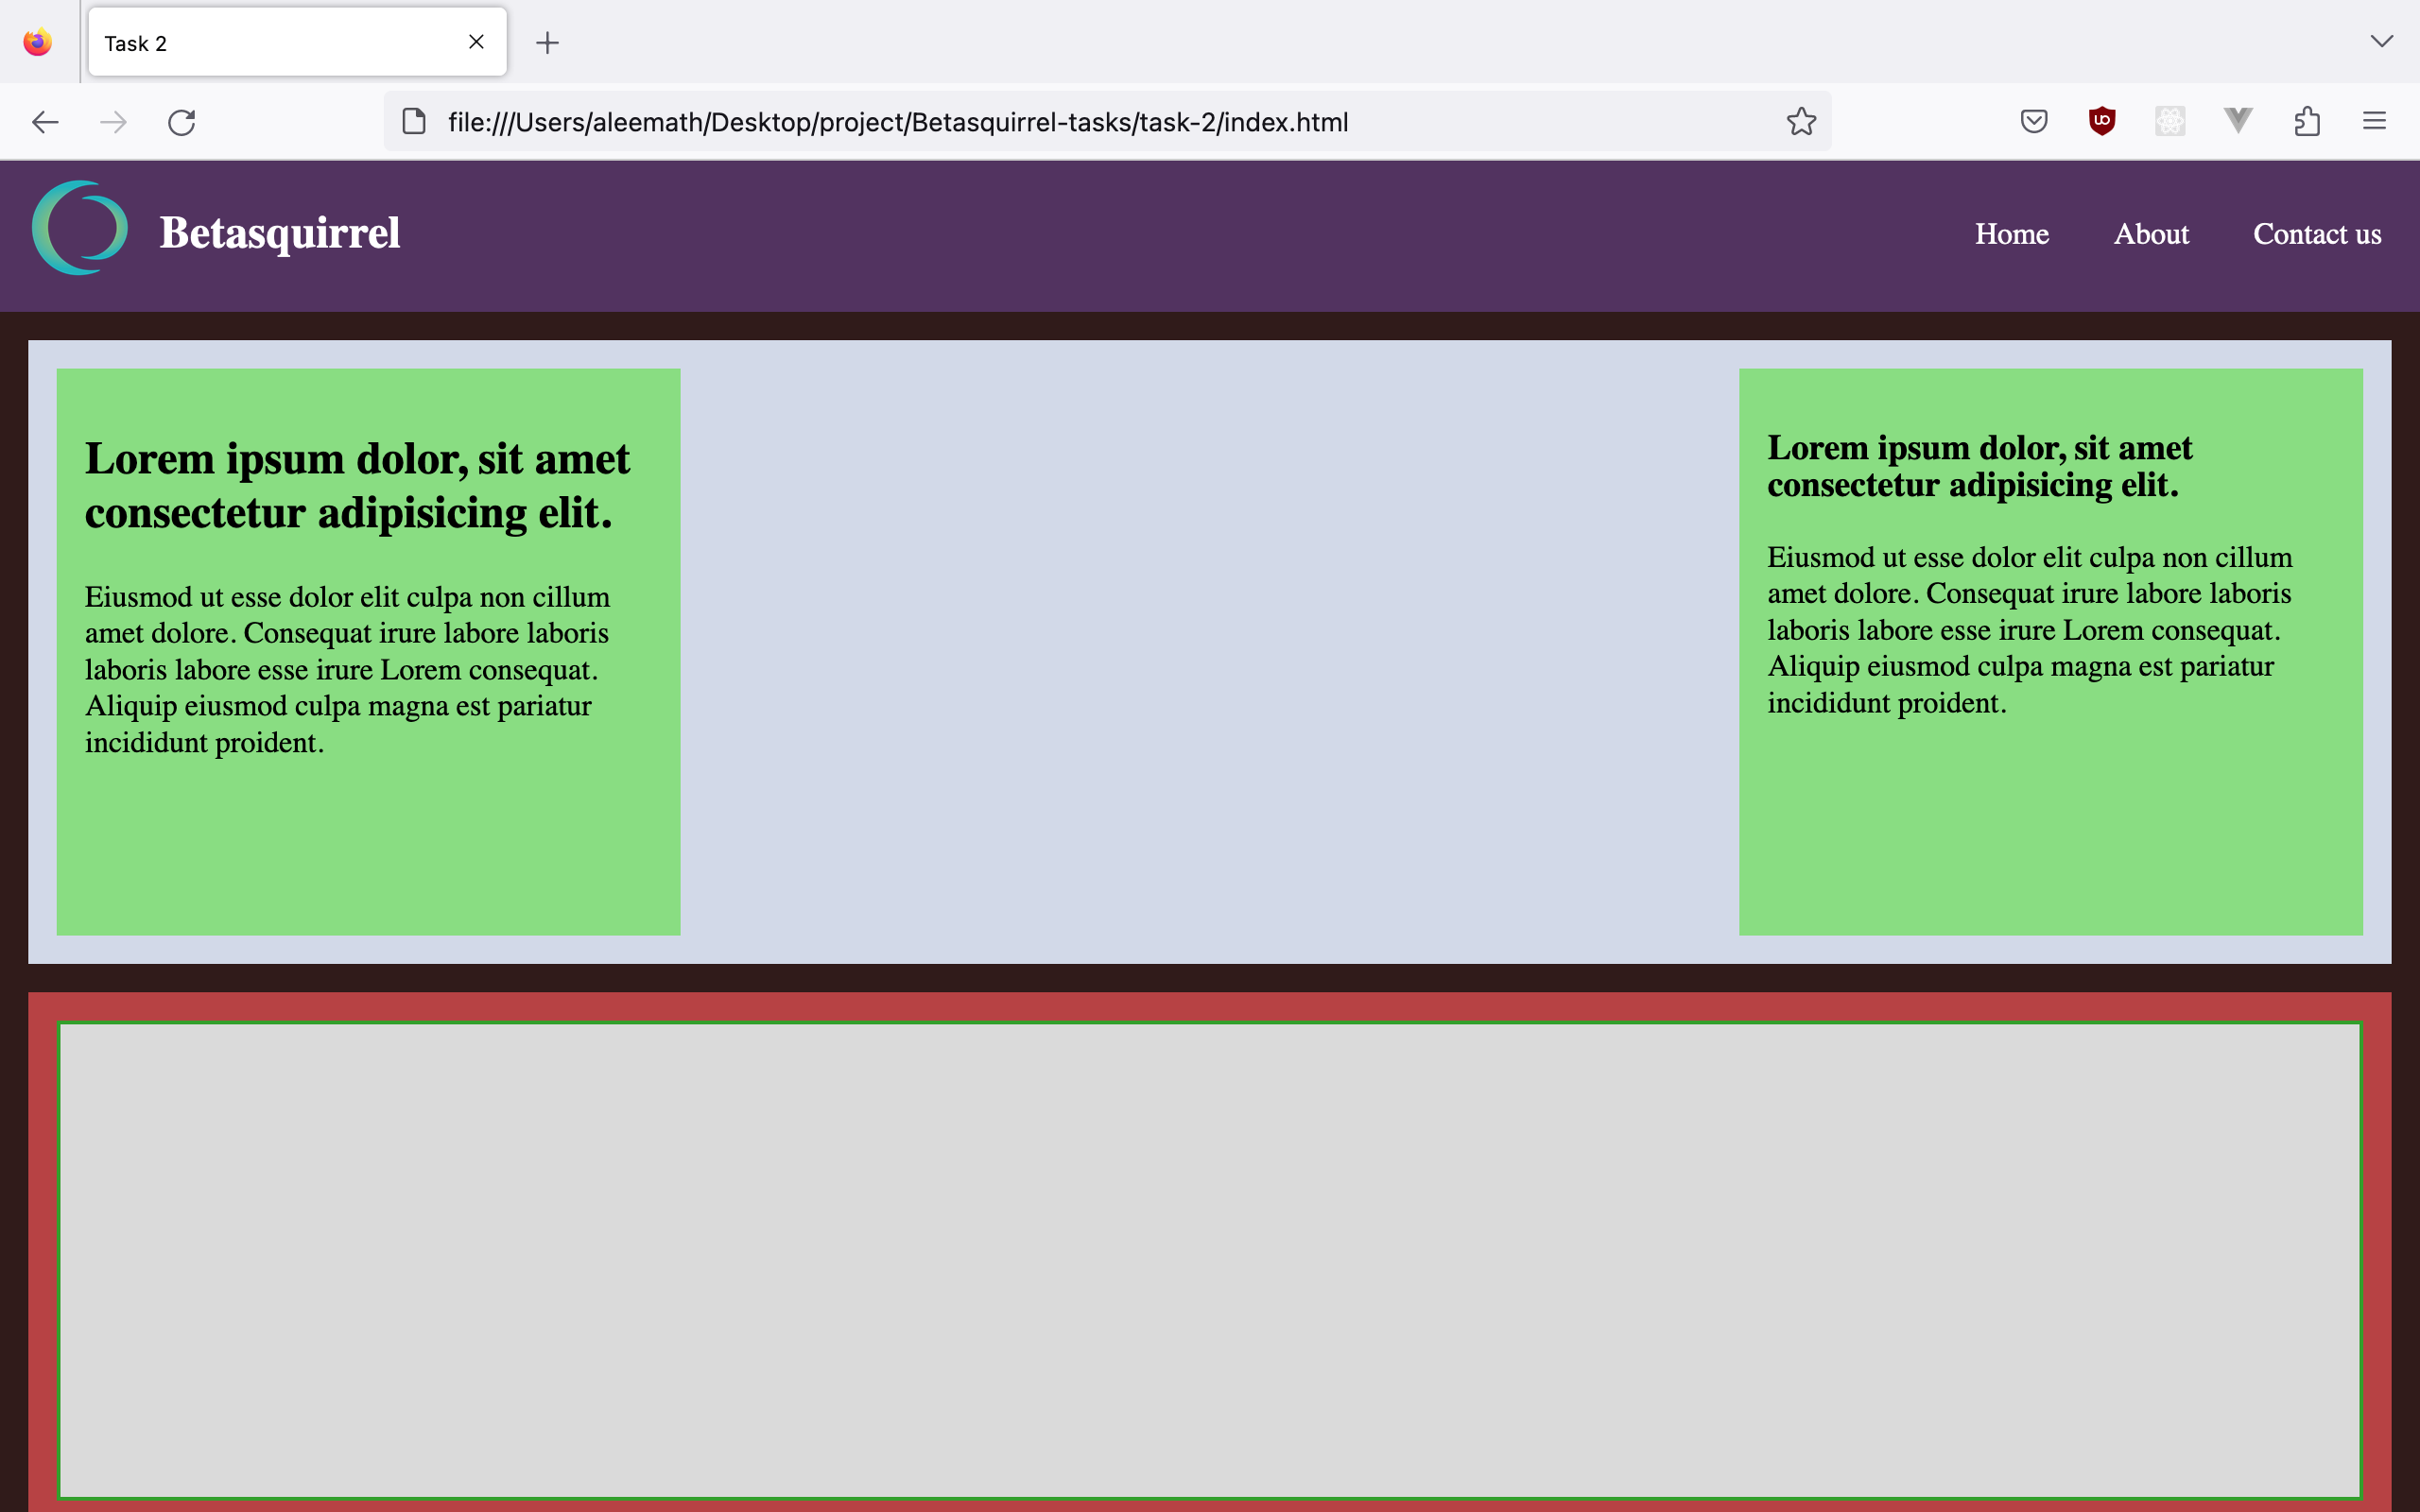 Task 2
file:///Users/aleemath/Desktop/project/Betasquirrel-tasks/task-2/index.html
Betasquirrel
Home
About
Contact us
Lorem ipsum dolor, sit amet
consectetur adipisicing elit.
Eiusmod ut esse dolor elit culpa non cillum
amet dolore. Consequat irure labore laboris
laboris labore esse irure Lorem consequat.
Aliquip eiusmod culpa magna est pariatur
incididunt proident.
Lorem ipsum dolor, sit amet
consectetur adipisicing elit.
Eiusmod ut esse dolor elit culpa non cillum
amet dolore. Consequat irure labore laboris
laboris labore esse irure Lorem consequat.
Aliquip eiusmod culpa magna est pariatur
incididunt proident.